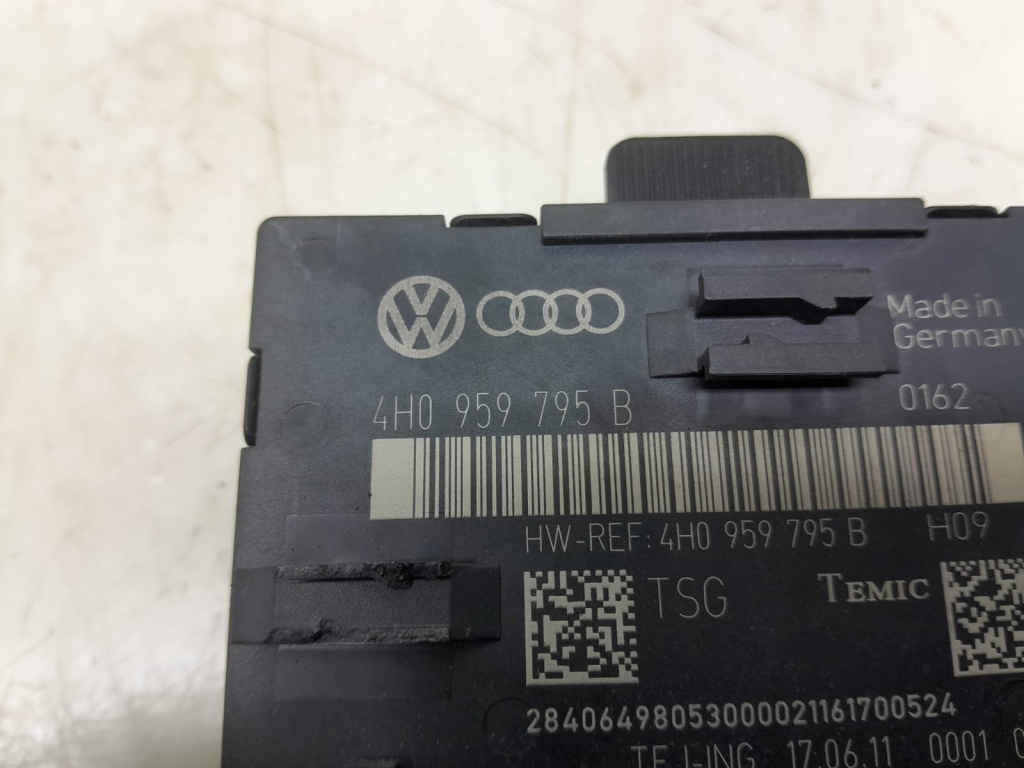 Made in
Germany
4H0 959 795 B 0162
HW-REF: 4H0 959 795 B H09
TSG TEMIC
28406498053000021161700524
17.06.11 0001